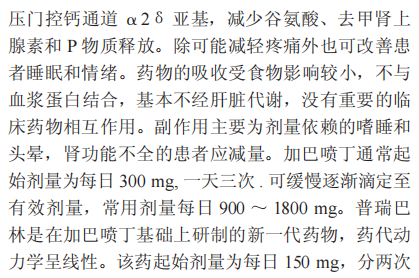 压门控钙通道 α2δ 亚基，减少谷氨酸、去甲肾上
腺素和 P 物质释放。除可能减轻疼痛外也可改善患
者睡眠和情绪。药物的吸收受食物影响较小，不与
血浆蛋白结合，基本不经肝脏代谢，没有重要的临
床药物相互作用。副作用主要为剂量依赖的嗜睡和
头晕，肾功能不全的患者应减量。加巴喷丁通常起
始剂量为每日 300 mg, 一天三次 . 可缓慢逐渐滴定至
有效剂量，常用剂量每日 900 ～ 1800 mg。普瑞巴
林是在加巴喷丁基础上研制的新一代药物，药代动
力学呈线性。该药起始剂量为每日 150 mg，分两次